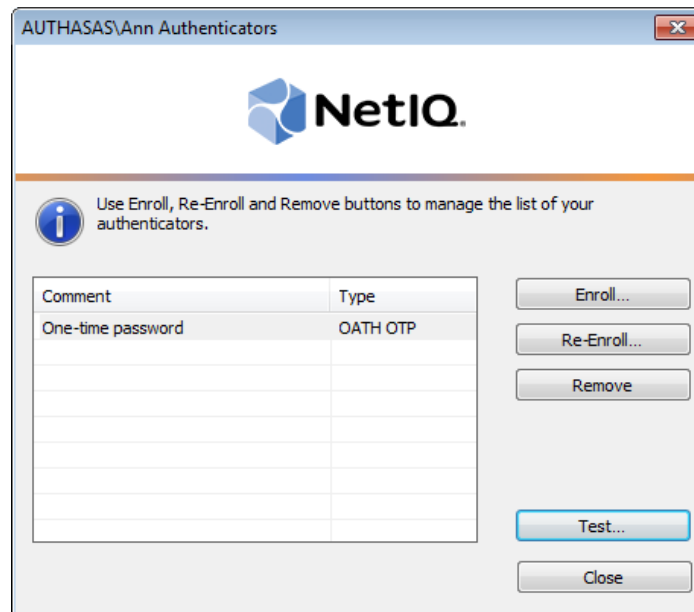 AUTHASAS\Ann Authenticators
NetIQ.
Use Enroll, Re-Enroll and Remove buttons to manage the list of your
authenticators.
Comment Type
One-time password OATH OTP
Enroll...
Re-Enroll...
Remove
Test...
Close